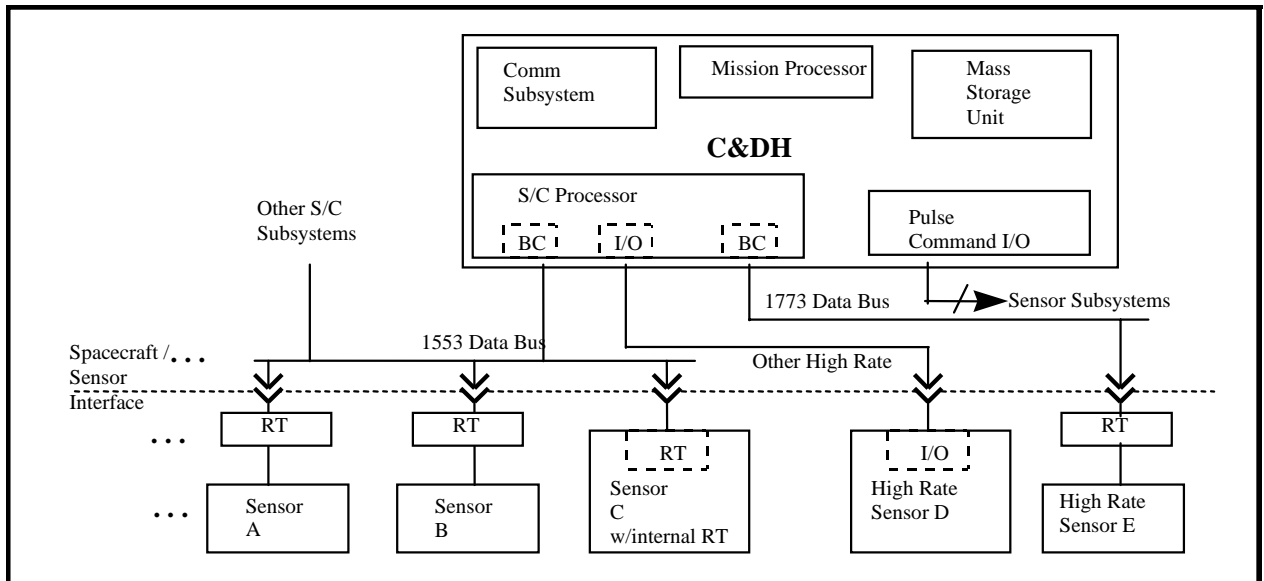 Comm
Subsystem
Mission Processor
Mass
Storage
Unit
C&DH
S/C Processor
BC
I/O
BC
Pulse
Command I/O
Other S/C
Subsystems
1773 Data Bus
Sensor Subsystems
1553 Data Bus
Other High Rate
Spacecraft / . . .
Sensor
Interface
. . .
RT
RT
RT
I/O
RT
. . .
Sensor
A
Sensor
B
Sensor
C
w/internal RT
High Rate
Sensor D
High Rate
Sensor E